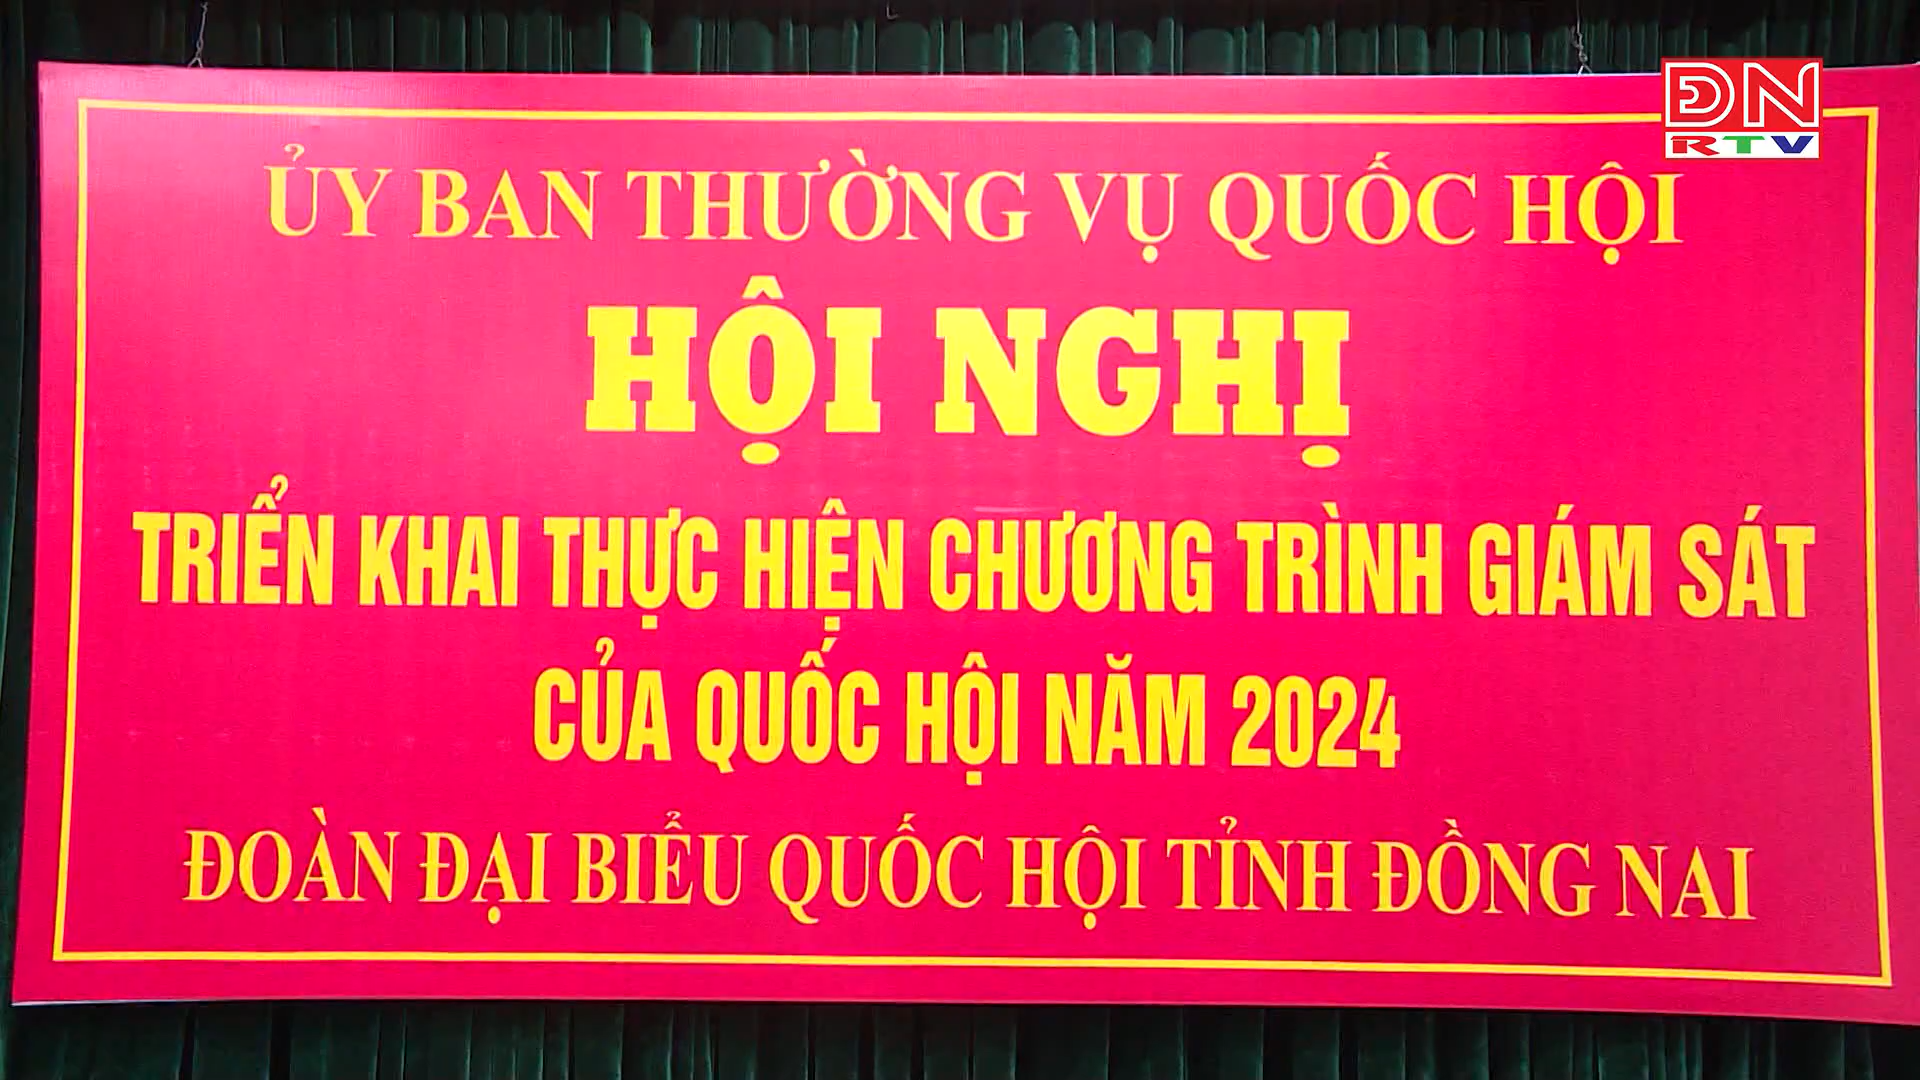 ĐN
RTV
ỦY BAN THƯỜNG VỤ QUỐC HỘI
HỘI NGHỊ
TRIỂN KHAI THỰC HIỆN CHƯƠNG TRÌNH GIÁM SÁT
CỦA QUỐC HỘI NĂM 2024
ĐOÀN ĐẠI BIỂU QUỐC HỘI TỈNH ĐỒNG NAI